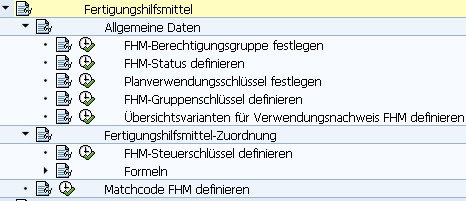 Fertigungshilfsmittel
Allgemeine Daten
FHM-Berechtigungsgruppe festlegen
FHM-Status definieren
Planverwendungsschlüssel festlegen
FHM-Gruppenschlüssel definieren
Übersichtsvarianten für Verwendungsnachweis FHM definieren
Fertigungshilfsmittel-Zuordnung
FHM-Steuerschlüssel definieren
Formeln
Matchcode FHM definieren